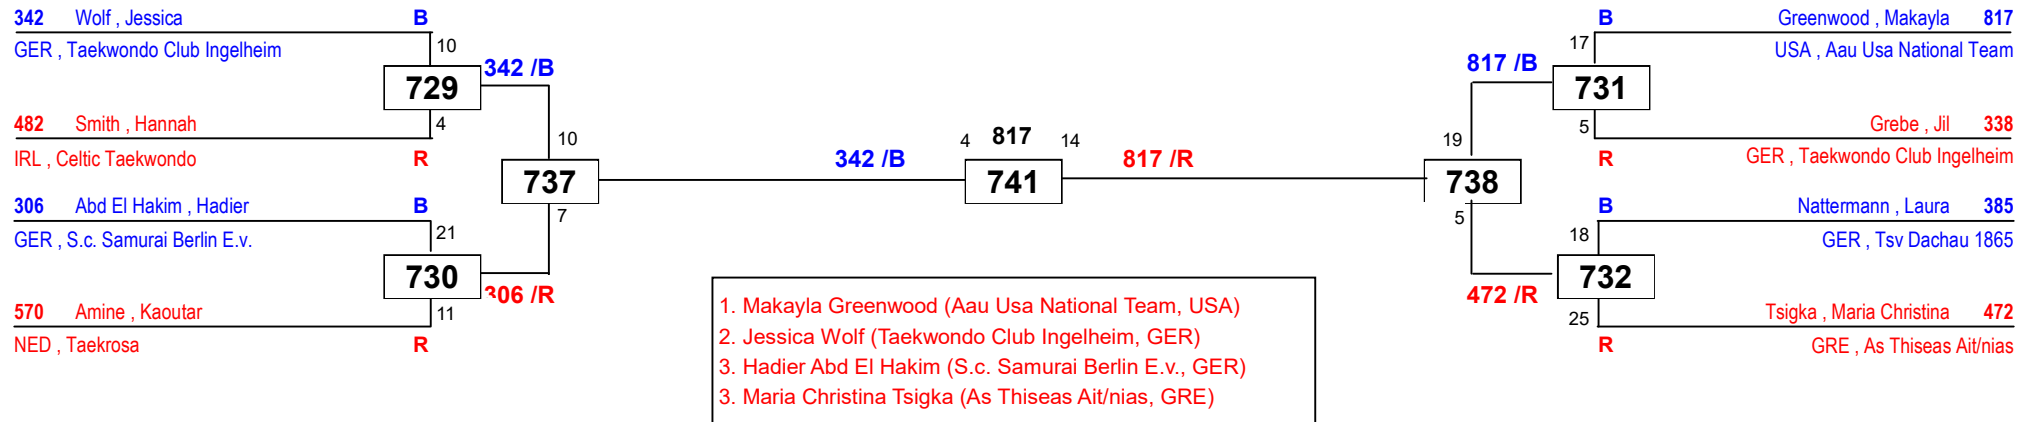 342 Wolf , Jessica B
10
GER , Taekwondo Club Ingelheim
342 /B
729
482 Smith , Hannah
4
IRL , Celtic Taekwondo R
10
737
7
306 Abd El Hakim , Hadier B
21
GER , S.c. Samurai Berlin E.v.
730
306 /R
570 Amine , Kaoutar
11
NED , Taekrosa R
342 /B
4 817 14
741
817 /R
B Greenwood , Makayla 817
17
USA , Aau Usa National Team
817 /B
731
5
Grebe , Jil 338
R GER , Taekwondo Club Ingelheim
19
738
5
B Nattermann , Laura 385
18
GER , Tsv Dachau 1865
732
472 /R
25
Tsigka , Maria Christina 472
R GRE , As Thiseas Ait/nias
1. Makayla Greenwood (Aau Usa National Team, USA)
2. Jessica Wolf (Taekwondo Club Ingelheim, GER)
3. Hadier Abd El Hakim (S.c. Samurai Berlin E.v., GER)
3. Maria Christina Tsigka (As Thiseas Ait/nias, GRE)